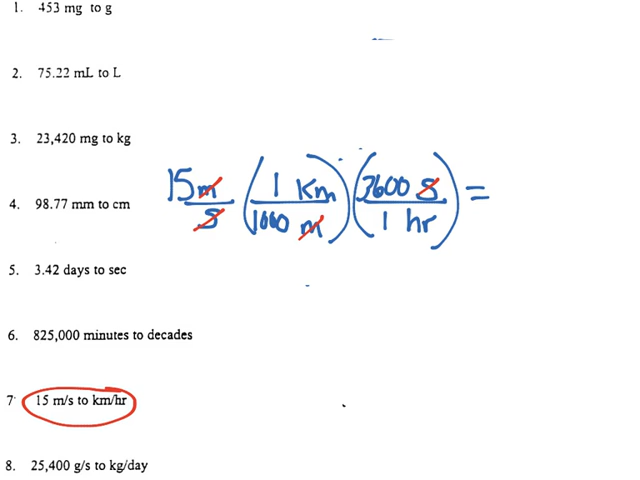 1. 453 mg to g
2. 75.22 mL to L
3. 23,420 mg to kg
15 m/s (1 Km/1000 m) (3600 s/1 hr) =
4. 98.77 mm to cm
5. 3.42 days to sec
6. 825,000 minutes to decades
7. 15 m/s to km/hr
8. 25,400 g/s to kg/day